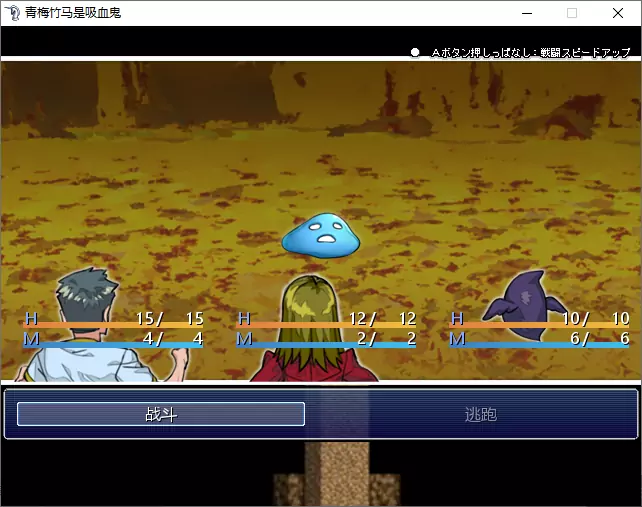 青梅竹马是吸血鬼
● Aボタン押しっぱなし：戦闘スピードアップ
H 15/ 15 H 12/ 12 H 10/ 10
M 4/ 4 M 2/ 2 M 6/ 6
战斗 逃跑